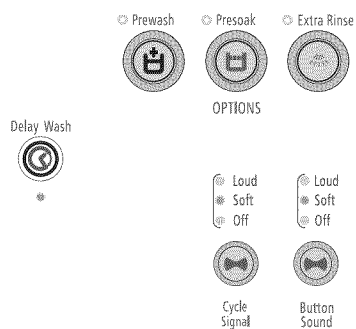 Prewash Presoak Extra Rinse
OPTIONS
Delay Wash
Loud Loud
Soft Soft
Off Off
Cycle Button
Signal Sound